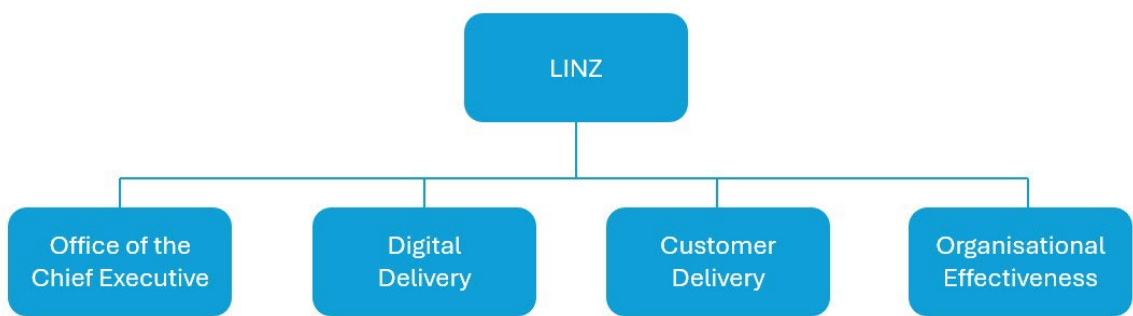 LINZ
Office of the
Chief Executive
Digital
Delivery
Customer
Delivery
Organisational
Effectiveness